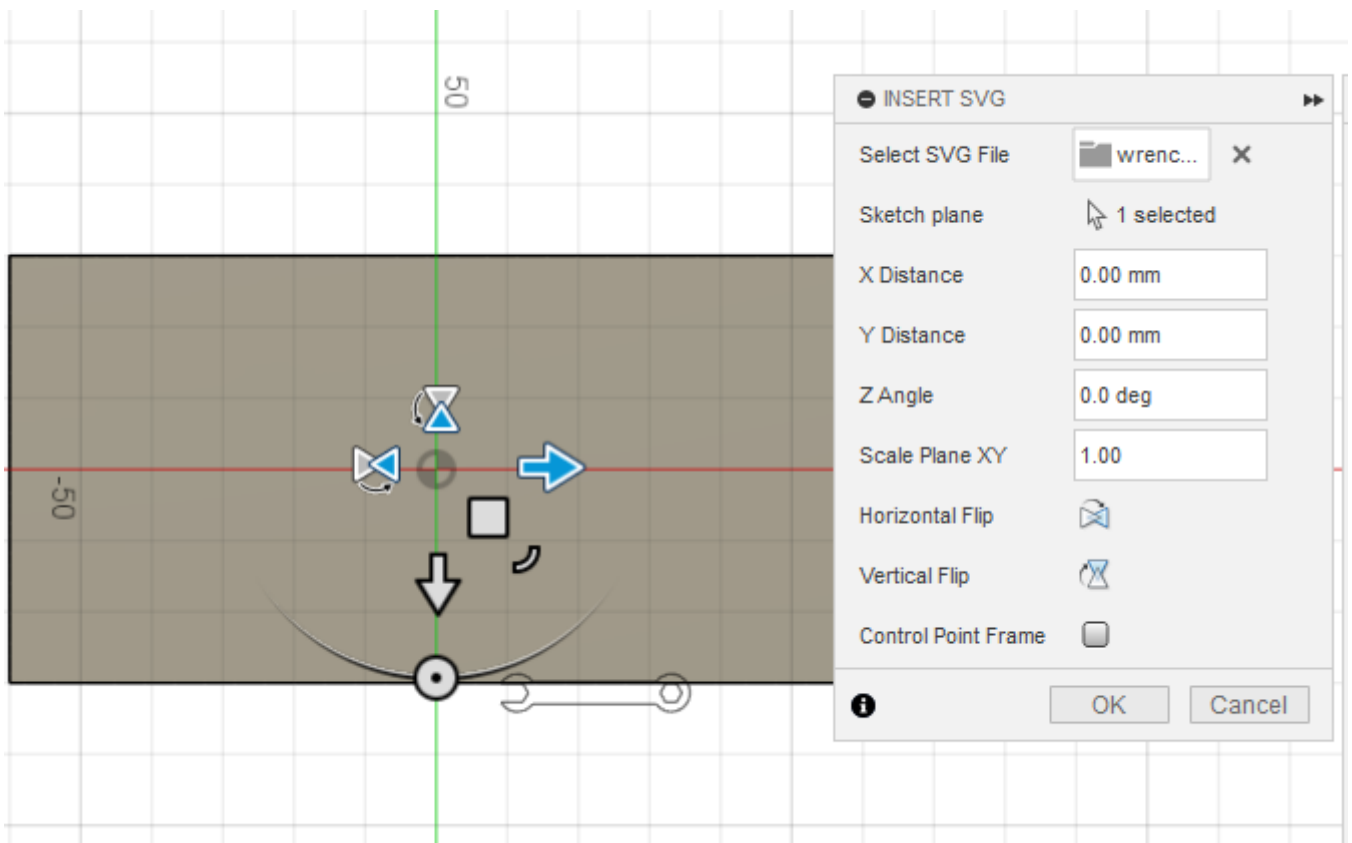 50
-50
INSERT SVG
Select SVG File wrenc...
Sketch plane 1 selected
X Distance 0.00 mm
Y Distance 0.00 mm
Z Angle 0.0 deg
Scale Plane XY 1.00
Horizontal Flip
Vertical Flip
Control Point Frame
OK Cancel